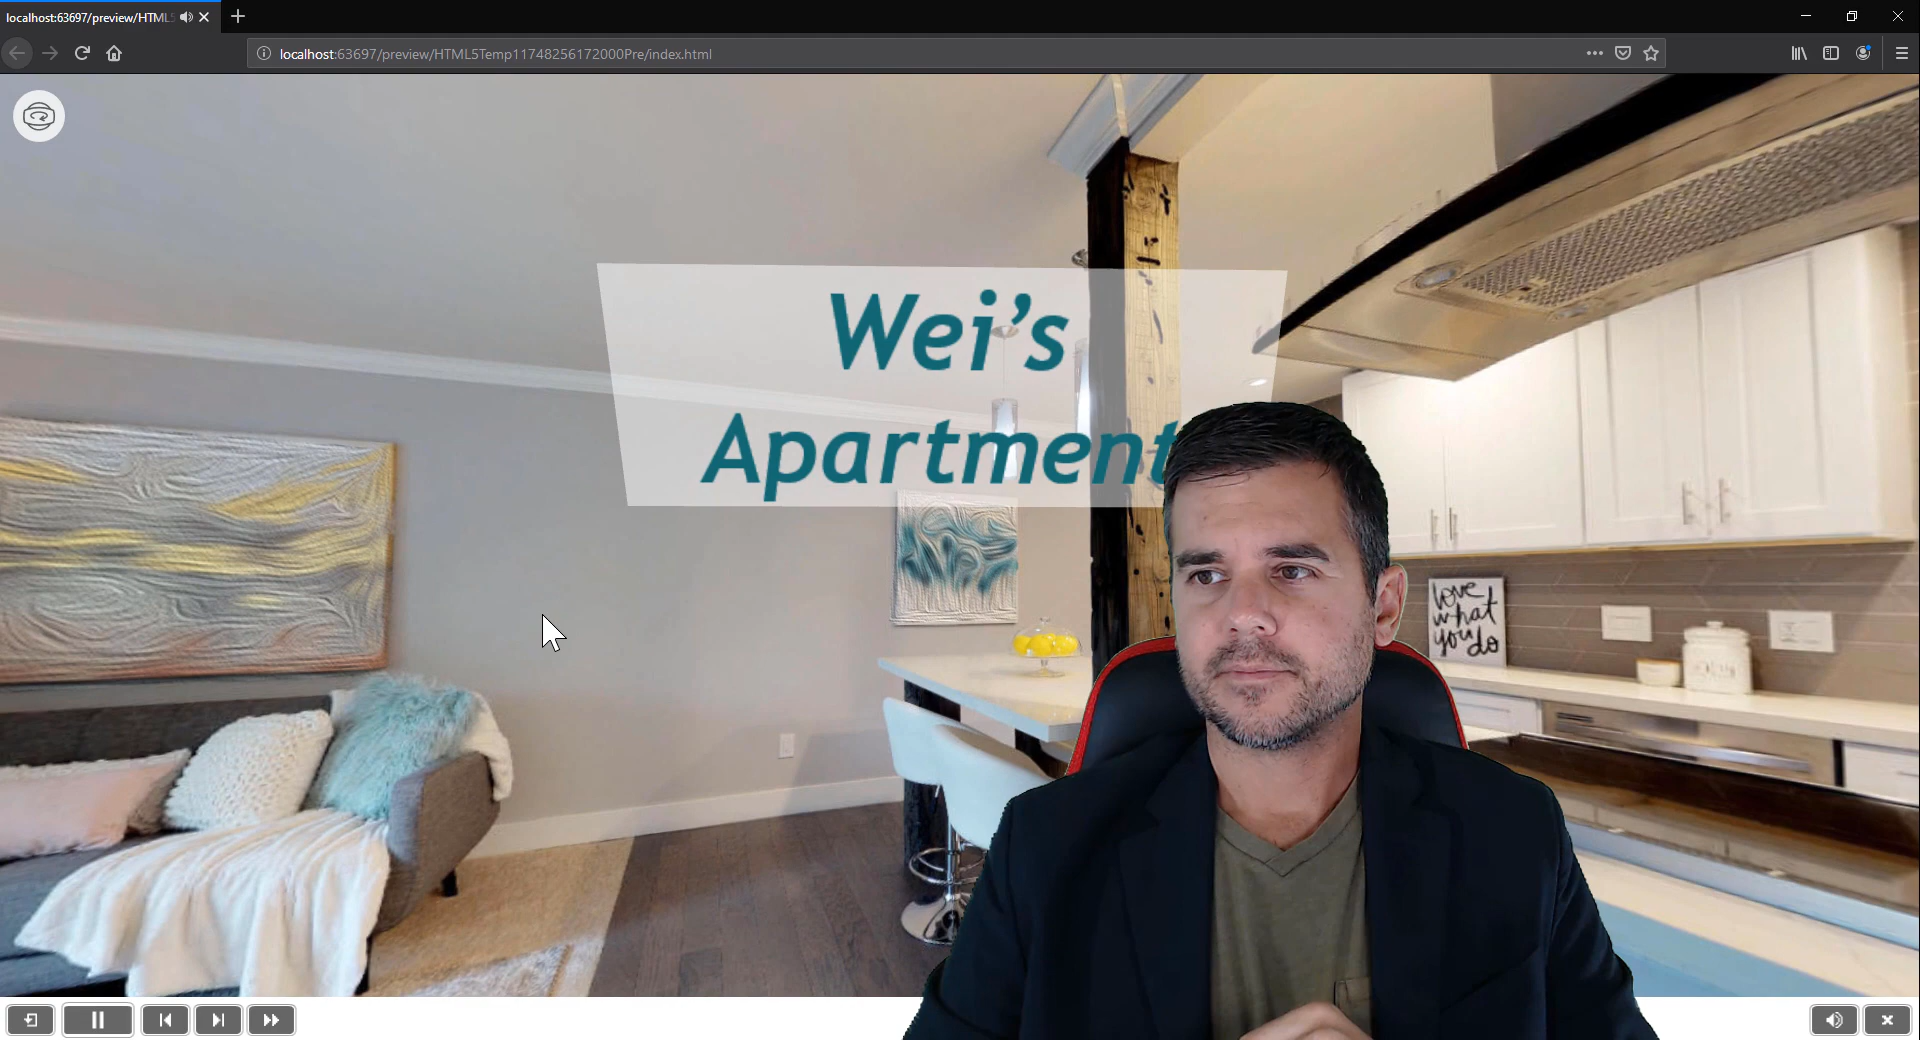 localhost:63697/preview/HTML5
localhost:63697/preview/HTML5Temp11748256172000Pre/index.html
Wei's
Apartment
love
what
you
do